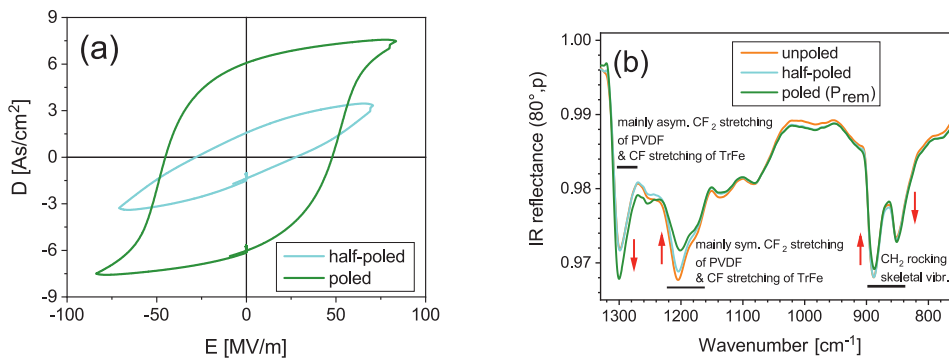 (a)
D [As/cm²]
9
6
3
0
-3
-6
-9
-100
-50
0
50
100
E [MV/m]
half-poled
poled
(b)
IR reflectance (80°,p)
1.00
0.99
0.98
0.97
1300
1200
1100
1000
900
800
Wavenumber [cm⁻¹]
unpoled
half-poled
poled (P_rem)
mainly asym. CF₂ stretching
of PVDF
& CF stretching of TrFe
mainly sym. CF₂ stretching
of PVDF
& CF stretching of TrFe
CH₂ rocking
skeletal vibr.